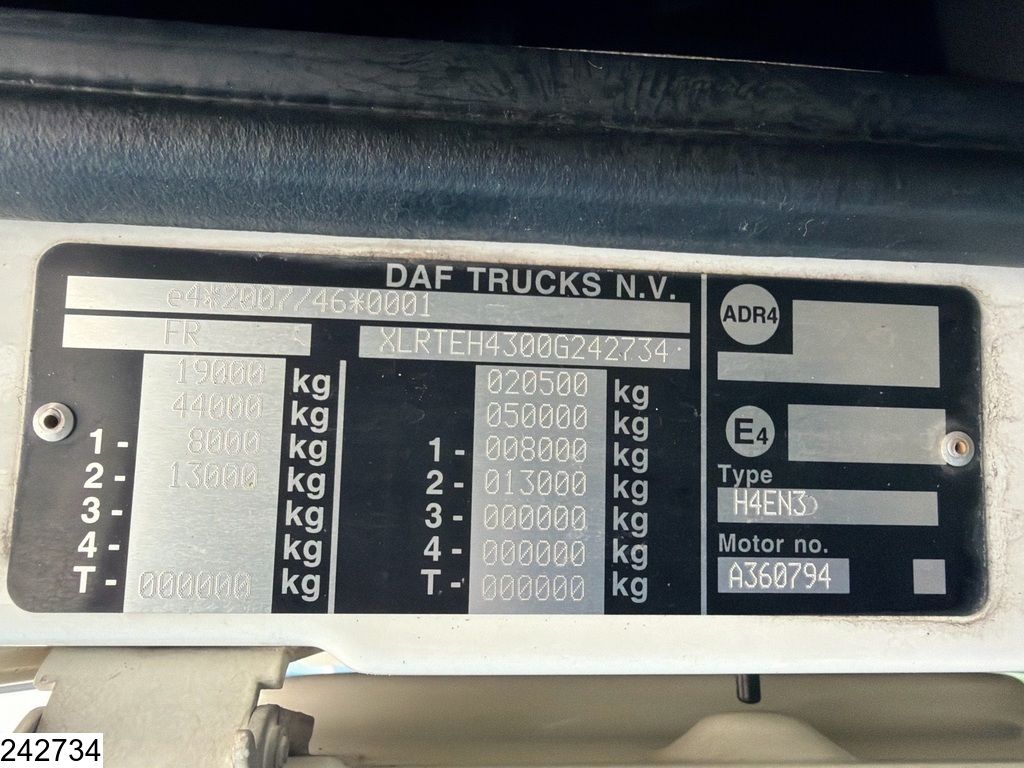 DAF TRUCKS N.V.
e4*2007/46*0001
FR XLRTEH4300G242734
19000 kg 020500 kg
44000 kg 050000 kg
1- 8000 kg 1- 008000 kg
2- 13000 kg 2- 013000 kg
3- kg 3- 000000 kg
4- kg 4- 000000 kg
T- 000000 kg T- 000000 kg
ADR4
E4
Type
H4EN3
Motor no.
A360794
242734